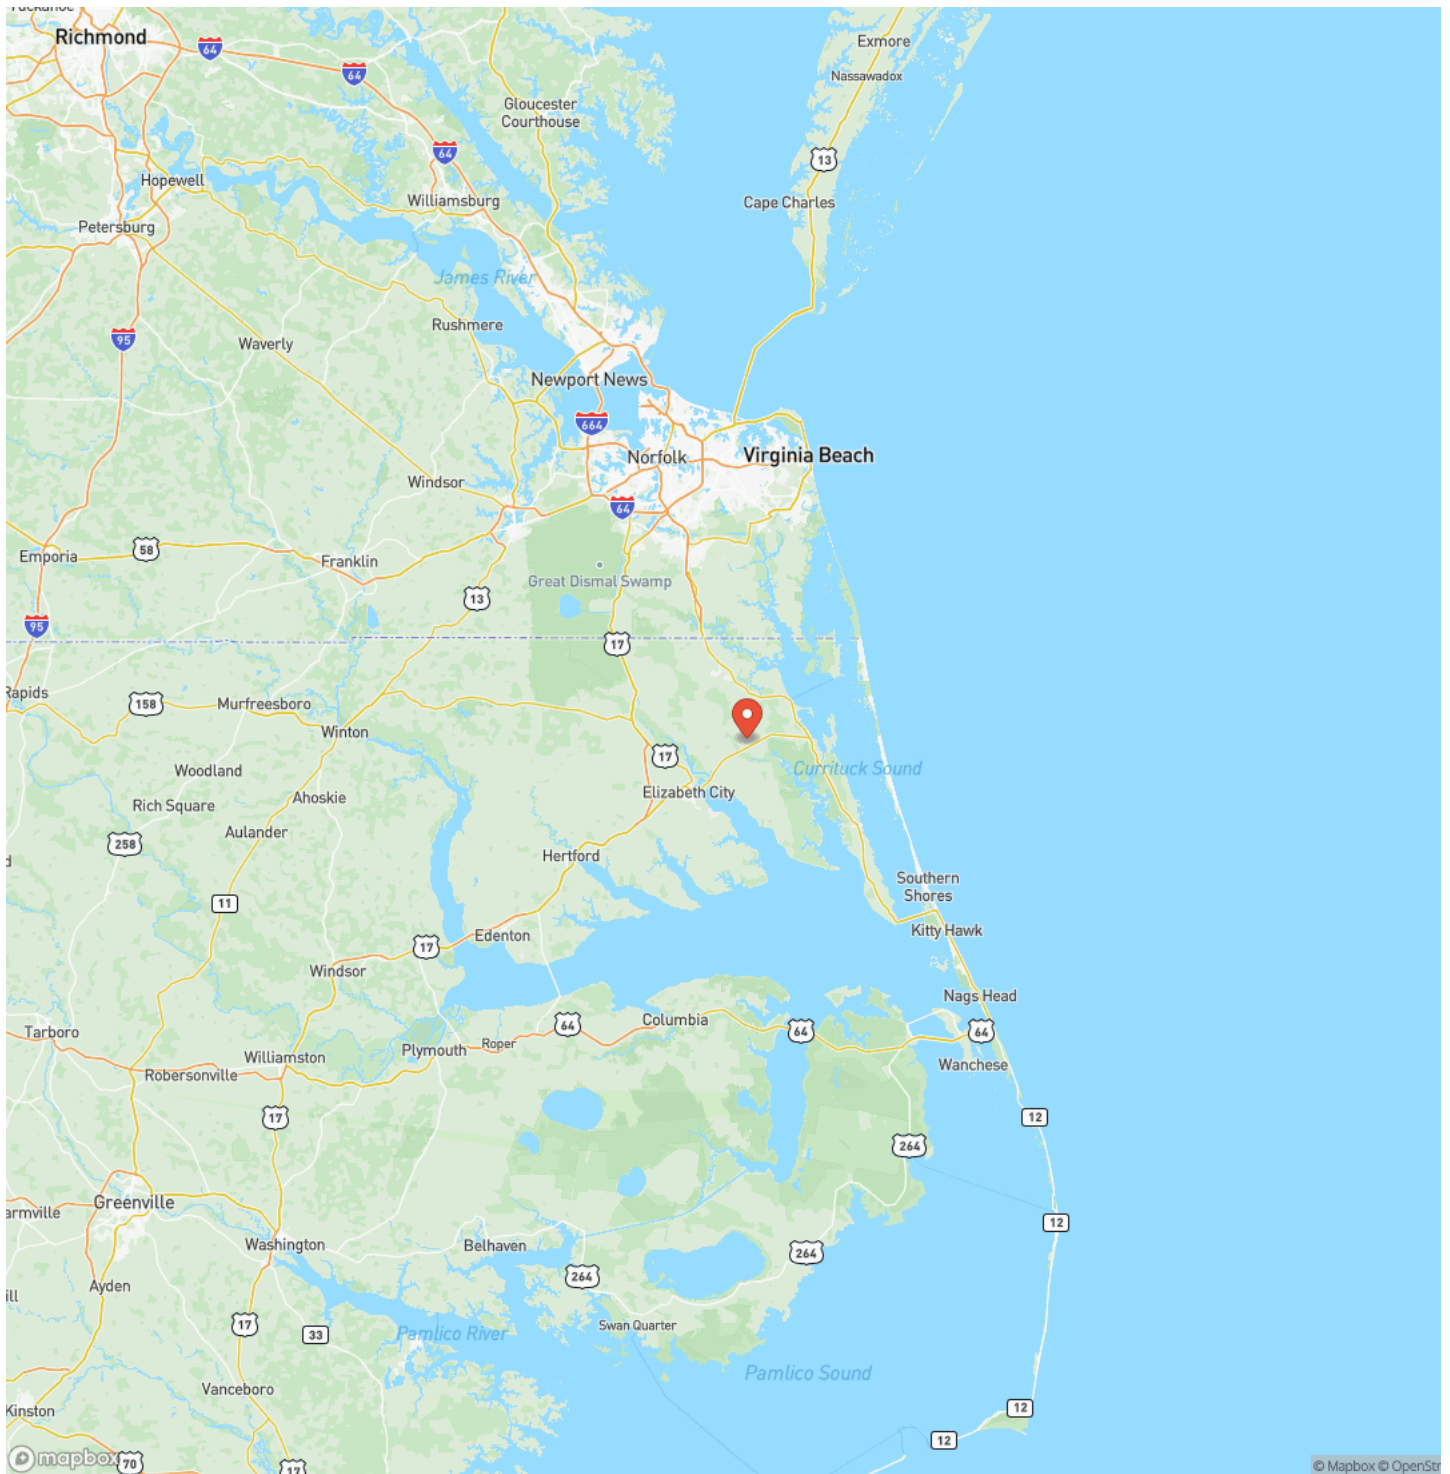 Tuckahoe
Richmond
64
Exmore
64
Nassawadox
Gloucester
Courthouse
64
13
Hopewell
Williamsburg
Cape Charles
Petersburg
James River
Rushmere
95
Waverly
Newport News
664
Norfolk
Virginia Beach
Windsor
64
58
Emporia
Franklin
Great Dismal Swamp
13
95
17
Rapids
158
Murfreesboro
Winton
17
Woodland
Currituck Sound
Rich Square
Ahoskie
Elizabeth City
Aulander
258
d
Hertford
Southern
Shores
11
Kitty Hawk
Edenton
17
Windsor
Nags Head
Tarboro
64
Columbia
64
64
Roper
Plymouth
Williamston
Wanchese
Robersonville
17
12
264
Greenville
armville
12
Washington
Belhaven
264
264
Ayden
ill
17
33
Pamlico River
Swan Quarter
Pamlico Sound
Vanceboro
Kinston
12
12
mapbox
70
17
© Mapbox © OpenStr